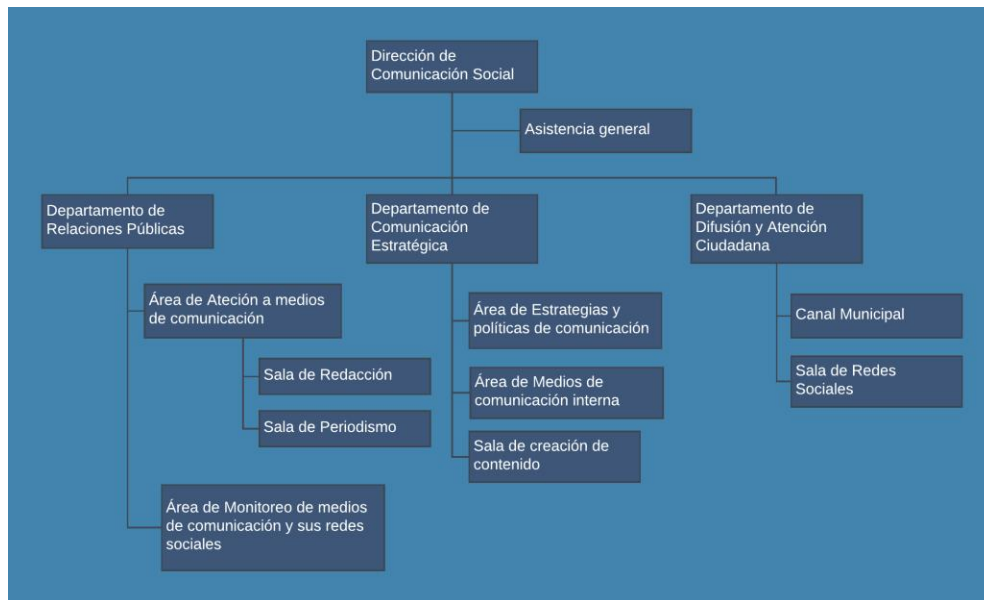 Dirección de
Comunicación Social
Asistencia general
Departamento de
Relaciones Públicas
Área de Ateción a medios
de comunicación
Sala de Redacción
Sala de Periodismo
Área de Monitoreo de medios
de comunicación y sus redes
sociales
Departamento de
Comunicación
Estratégica
Área de Estrategias y
políticas de comunicación
Área de Medios de
comunicación interna
Sala de creación de
contenido
Departamento de
Difusión y Atención
Ciudadana
Canal Municipal
Sala de Redes
Sociales